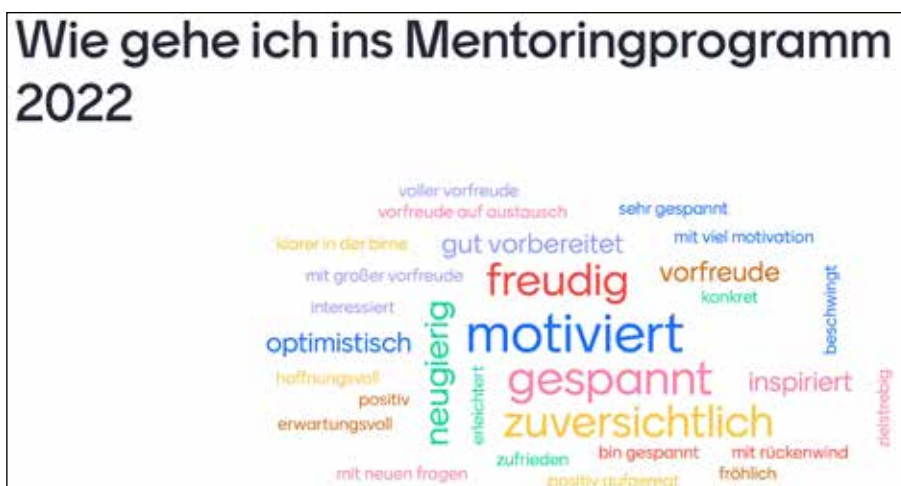 Wie gehe ich ins Mentoringprogramm
2022
voller vorfreude
vorfreude auf austausch
sehr gespannt
klarer in der birne
gut vorbereitet
mit viel motivation
mit großer vorfreude
freudig
vorfreude
interessiert
konkret
beschwingt
optimistisch
neugierig
motiviert
hoffnungsvoll
erleichtert
gespannt
inspiriert
zielstrebig
positiv
erwartungsvoll
zuversichtlich
zufrieden
bin gespannt
mit rückenwind
mit neuen fragen
positiv aufgeregt
fröhlich